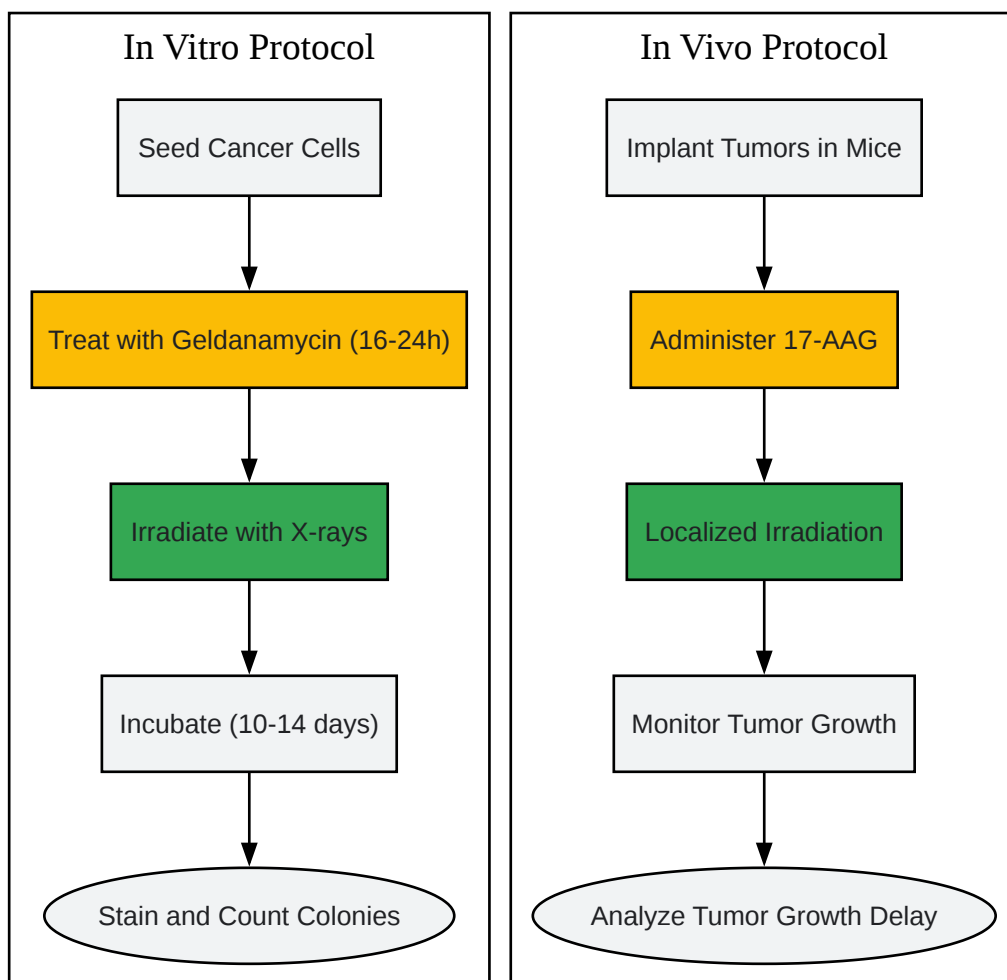 In Vitro Protocol
Seed Cancer Cells
Treat with Geldanamycin (16-24h)
Irradiate with X-rays
Incubate (10-14 days)
Stain and Count Colonies
In Vivo Protocol
Implant Tumors in Mice
Administer 17-AAG
Localized Irradiation
Monitor Tumor Growth
Analyze Tumor Growth Delay